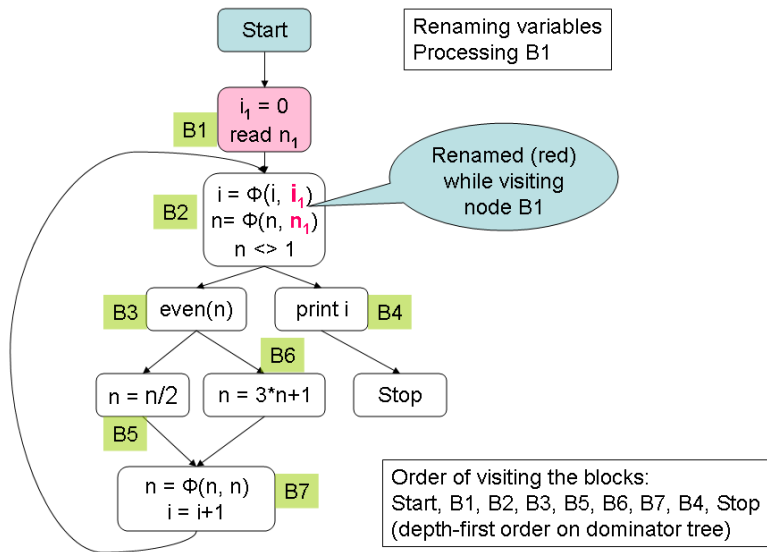 Start
Renaming variables
Processing B1
i₁ = 0
read n₁
B1
Renamed (red)
while visiting
node B1
i = Φ(i, i₁)
n= Φ(n, n₁)
n <> 1
B2
B3
even(n)
print i
B4
B6
n = n/2
n = 3*n+1
Stop
B5
n = Φ(n, n)
i = i+1
B7
Order of visiting the blocks:
Start, B1, B2, B3, B5, B6, B7, B4, Stop
(depth-first order on dominator tree)